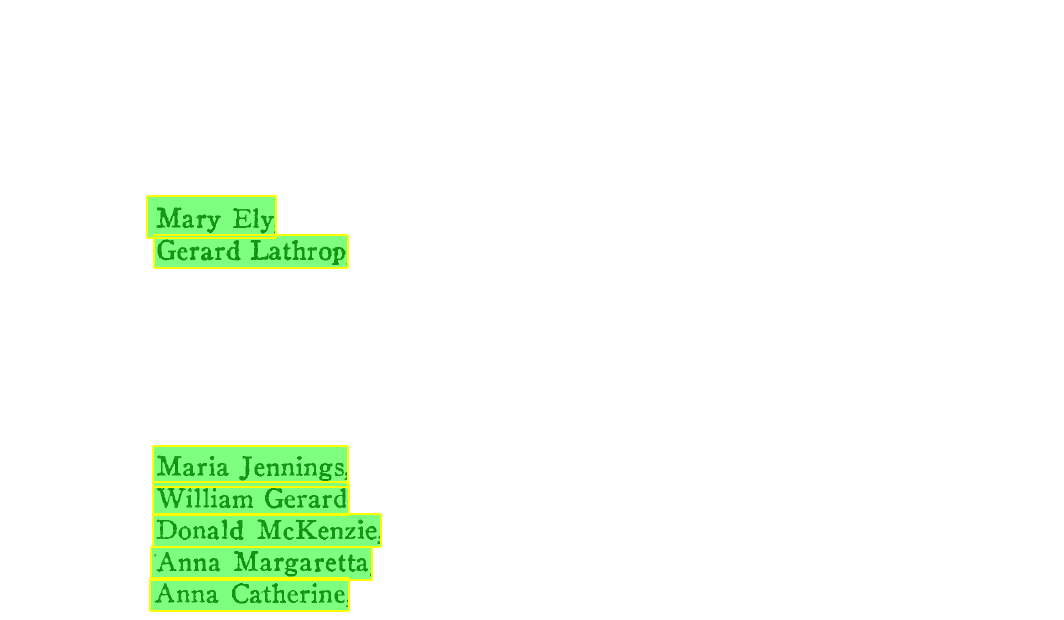 Mary Ely,
Gerard Lathrop,
Maria Jennings,
William Gerard
Donald McKenzie,
Anna Margaretta,
Anna Catherine,